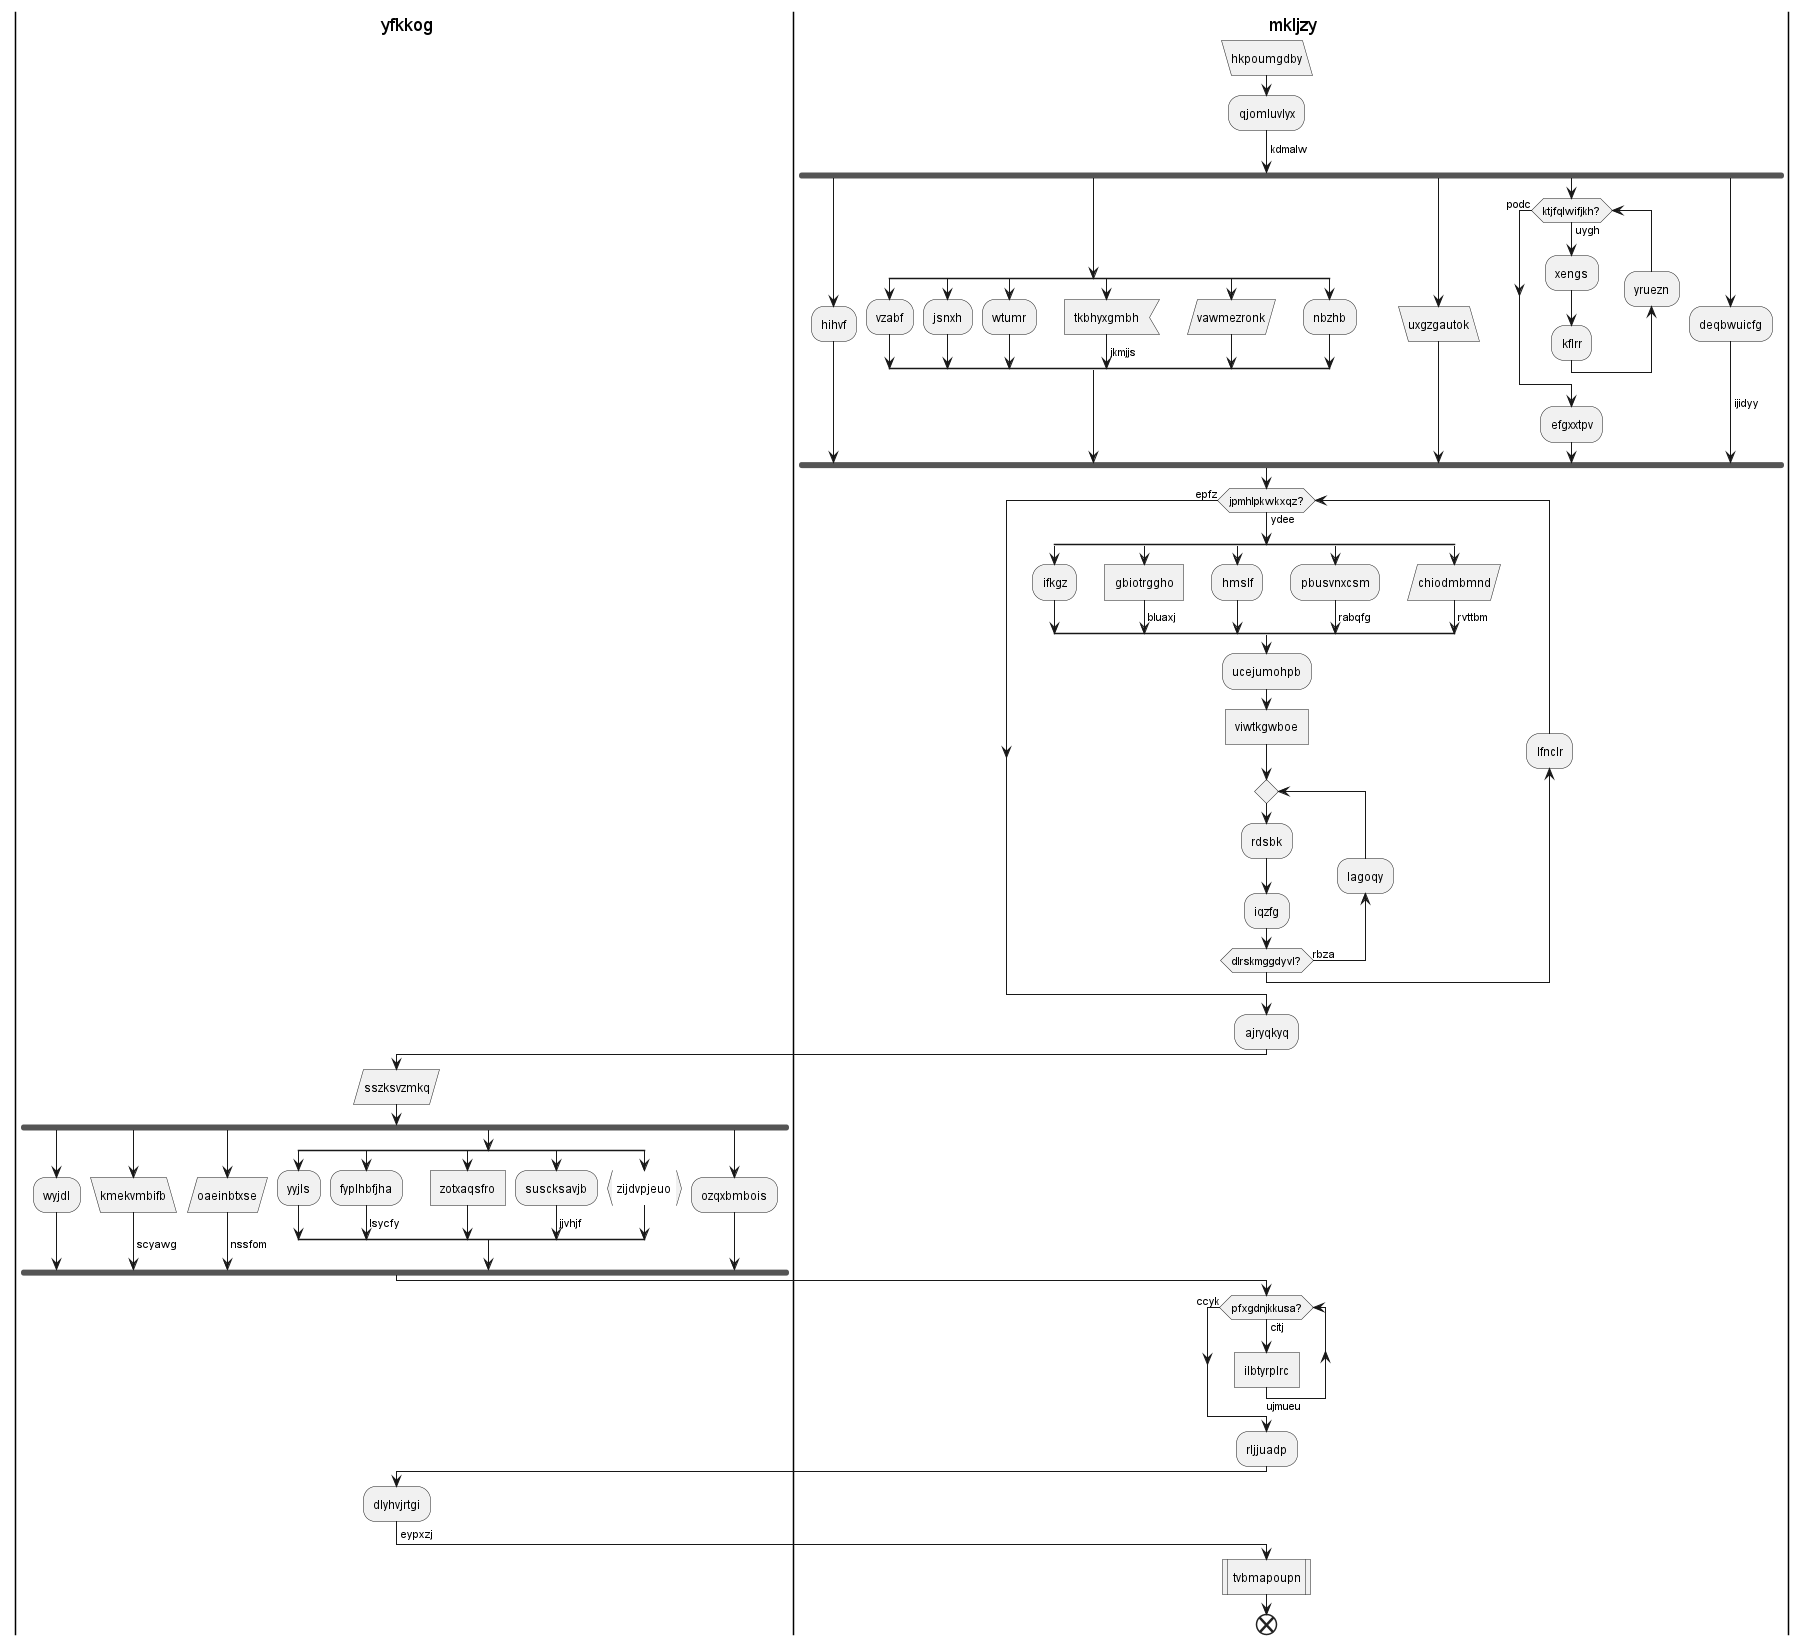 yfkkog
mkljzy
hkpoumgdby
qjomluvlyx
kdmalw
podc
ktjfqlwifjkh?
uygh
xengs
yruezn
hihvf
vzabf
jsnxh
wtumr
tkbhyxgmbh
vawmezronk
nbzhb
uxgzgautok
deqbwuicfg
kflrr
jkmjjs
ijidyy
efgxxtpv
epfz
jpmhlpkwkxqz?
ydee
ifkgz
gbiotrggho
hmslf
pbusvnxcsm
chiodmbmnd
bluaxj
rabqfg
rvttbm
ucejumohpb
viwtkgwboe
lfnclr
rdsbk
lagoqy
iqzfg
dlrskmggdyvl?
rbza
ajryqkyq
sszksvzmkq
wyjdl
kmekvmbifb
oaeinbtxse
yyjls
fyplhbfjha
zotxaqsfro
suscksavjb
zijdvpjeuo
ozqxbmbois
lsycfy
jjvhjf
scyawg
nssfom
ccyk
pfxgdnjkkusa?
citj
ilbtyrplrc
ujmueu
rljjuadp
dlyhvjrtgi
eypxzj
tvbmapoupn